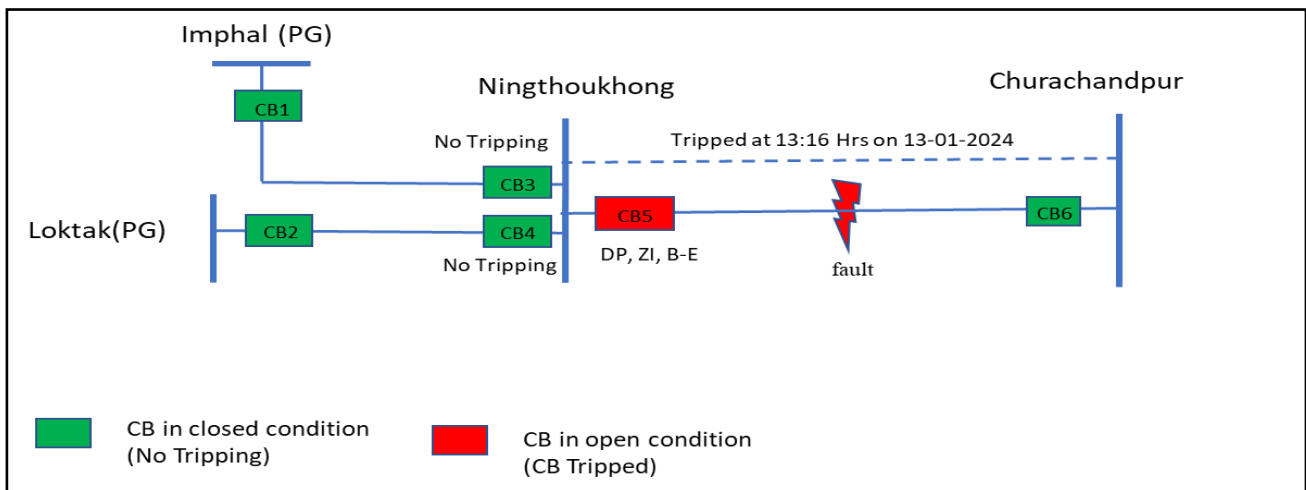 Imphal (PG)
CB1
Ningthoukhong
Churachandpur
No Tripping
Tripped at 13:16 Hrs on 13-01-2024
CB3
Loktak(PG)
CB2
CB4
CB5
CB6
No Tripping
DP, ZI, B-E
fault
CB in closed condition
(No Tripping)
CB in open condition
(CB Tripped)